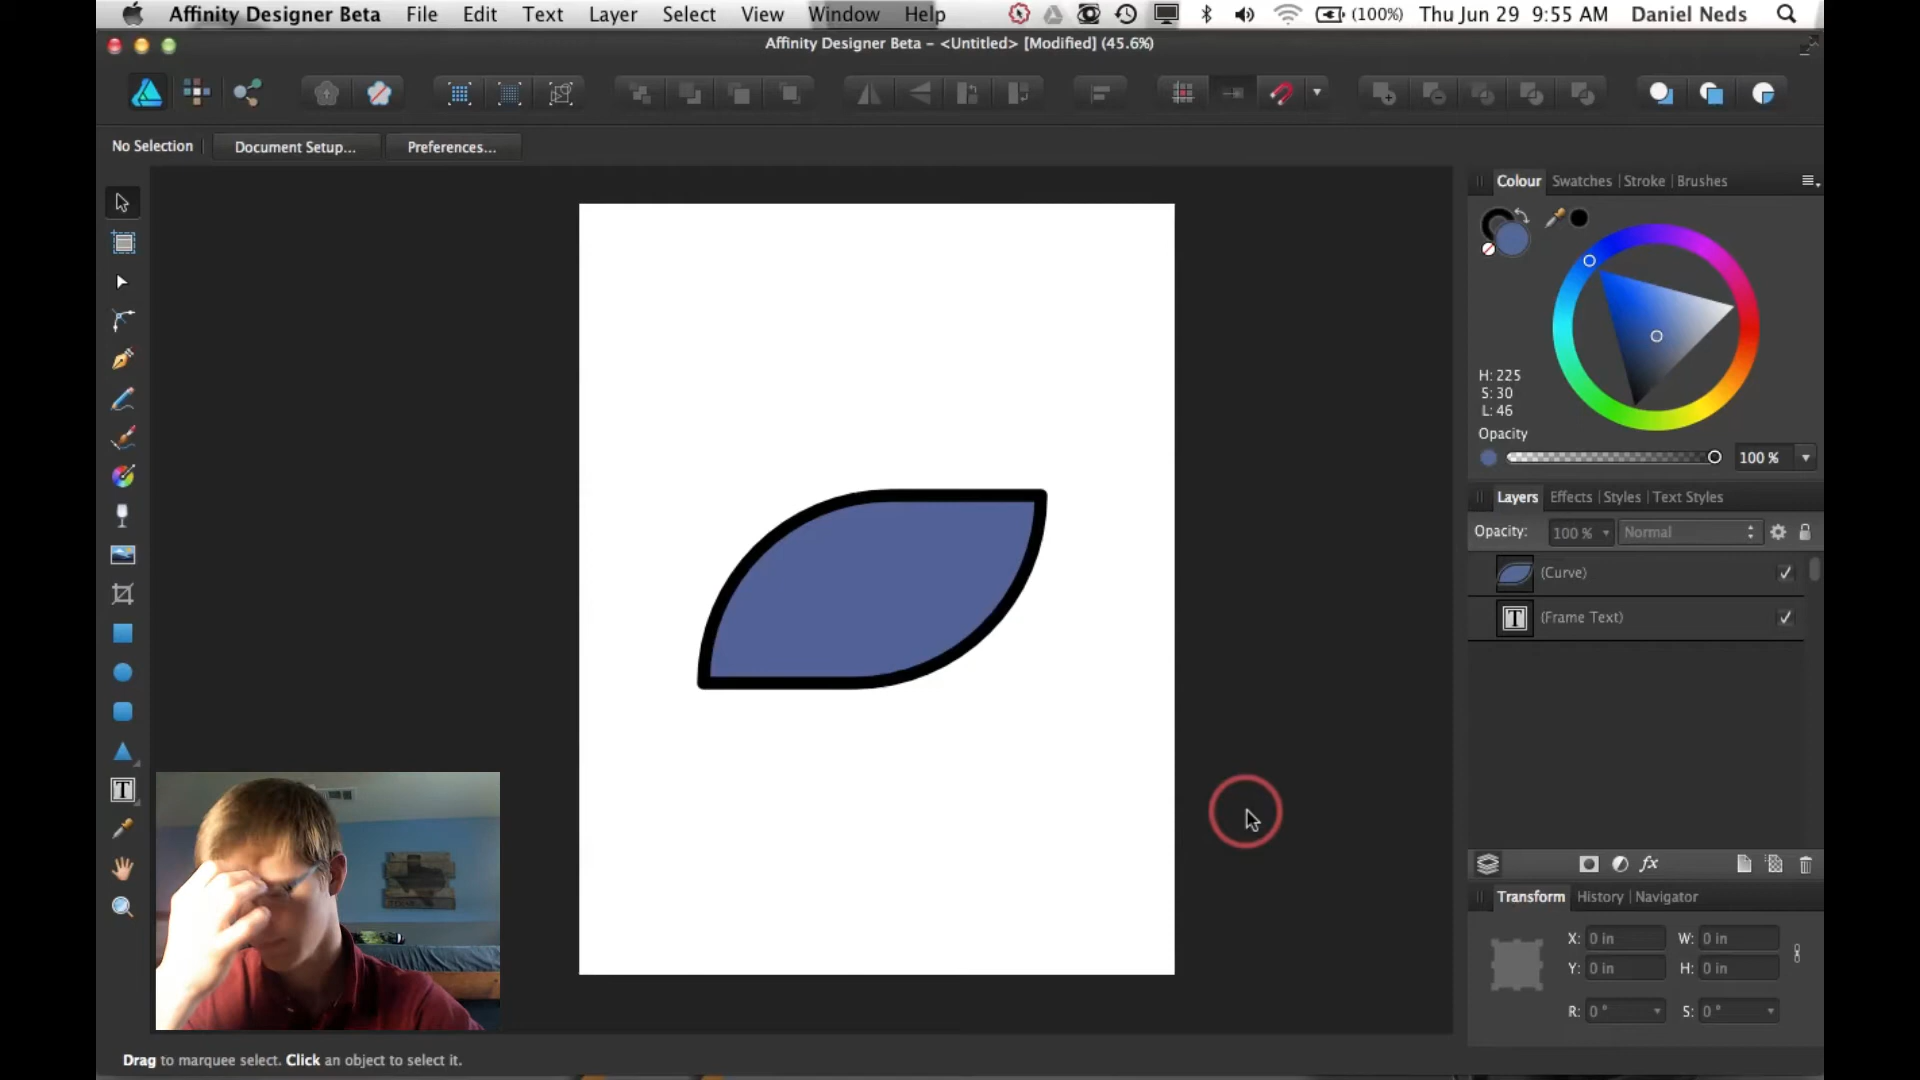 Affinity Designer Beta File Edit Text Layer Select View Window Help (100%) Thu Jun 29 9:55 AM Daniel Neds
Affinity Designer Beta – <Untitled> [Modified] (45.6%)
No Selection Document Setup... Preferences...
Colour Swatches | Stroke | Brushes
H: 225
S: 30
L: 46
Opacity
100 %
Layers Effects | Styles | Text Styles
Opacity: 100 % Normal
(Curve)
T (Frame Text)
fx
Transform History | Navigator
X: 0 in W: 0 in
Y: 0 in H: 0 in
R: 0 ° S: 0 °
T
Drag to marquee select. Click an object to select it.